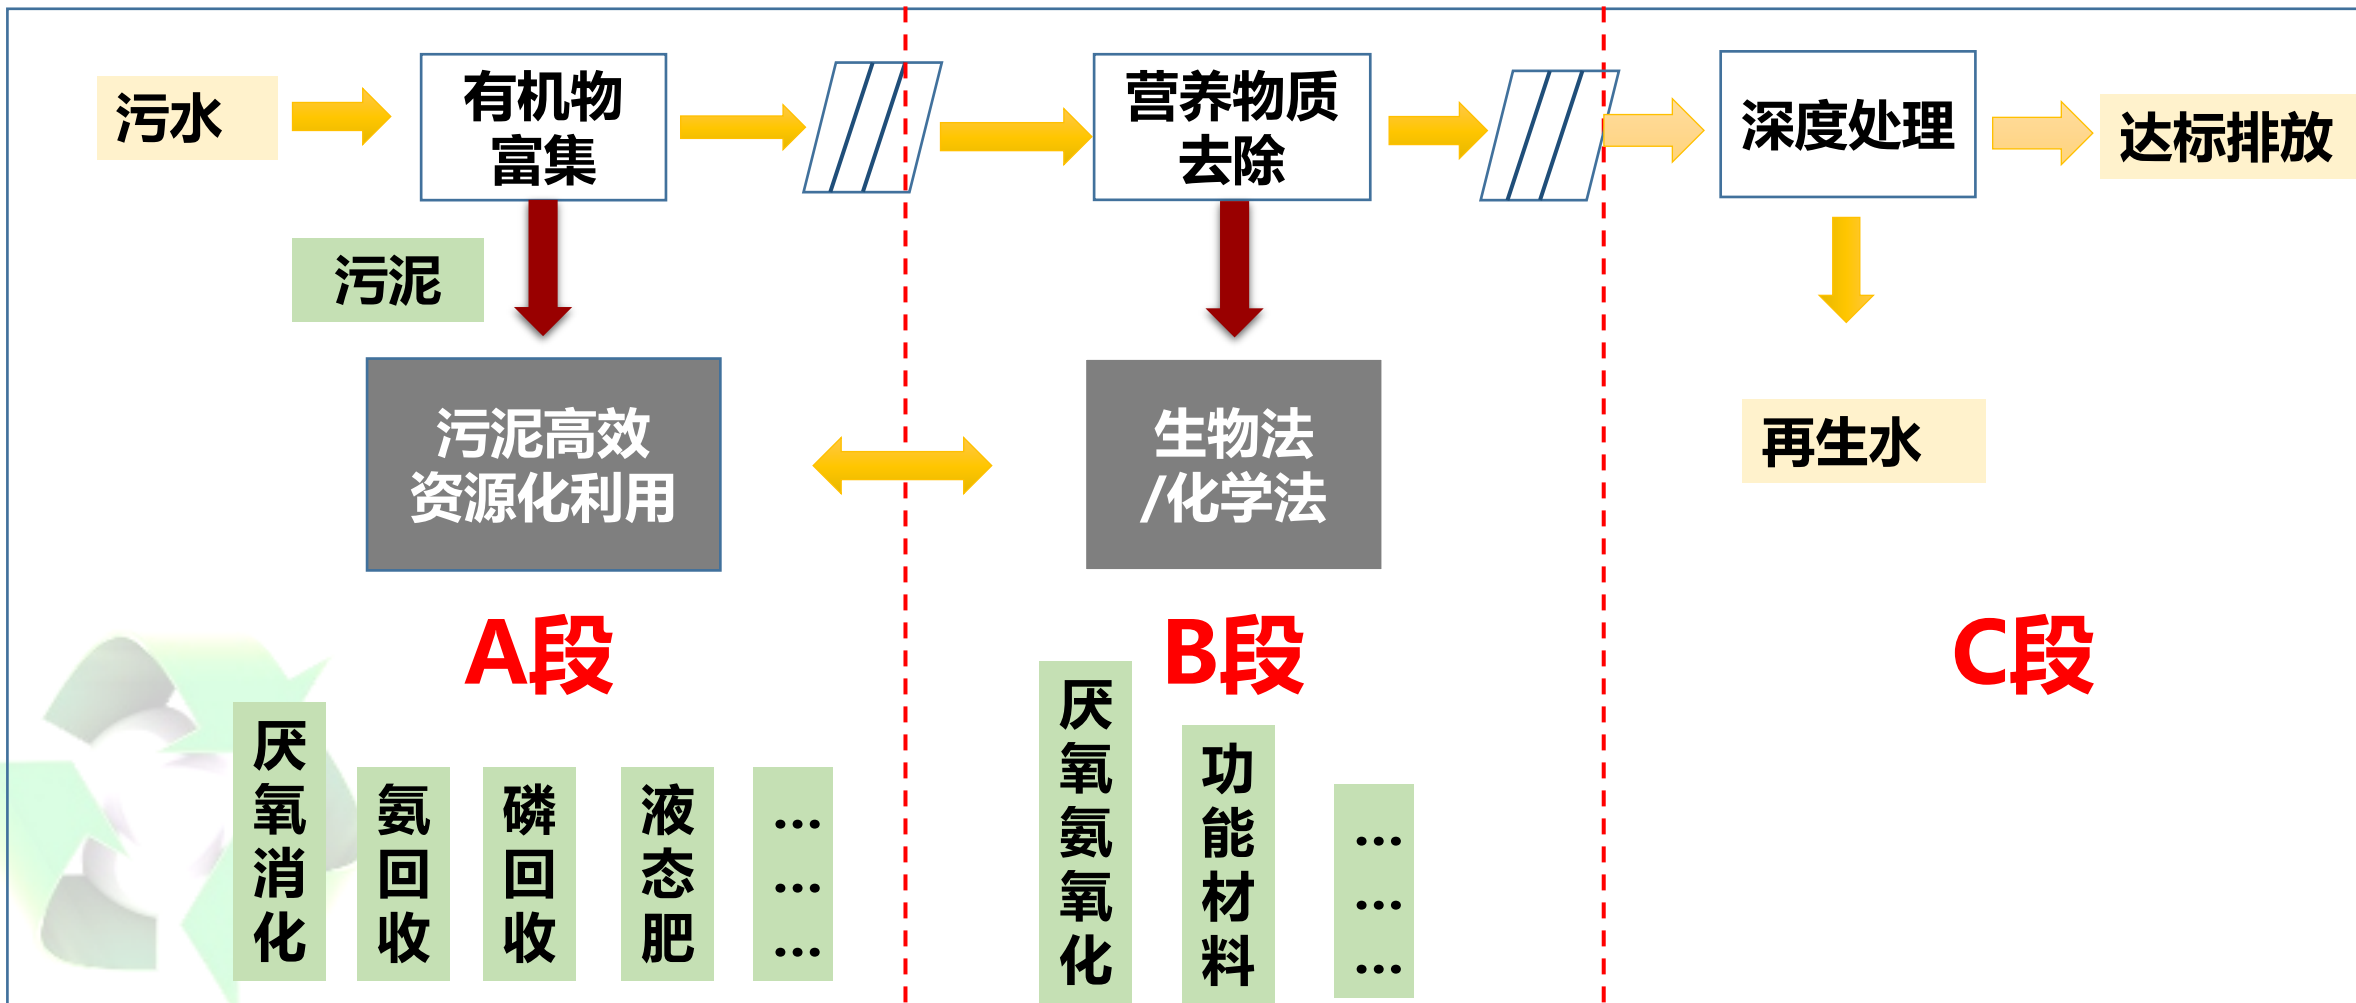 污水
有机物
富集
营养物质
去除
深度处理
达标排放
污泥
污泥高效
资源化利用
生物法
/化学法
再生水
A段
B段
C段
厌氧消化
氨回收
磷回收
液态肥
… … …
厌氧氨氧化
功能材料
… … …